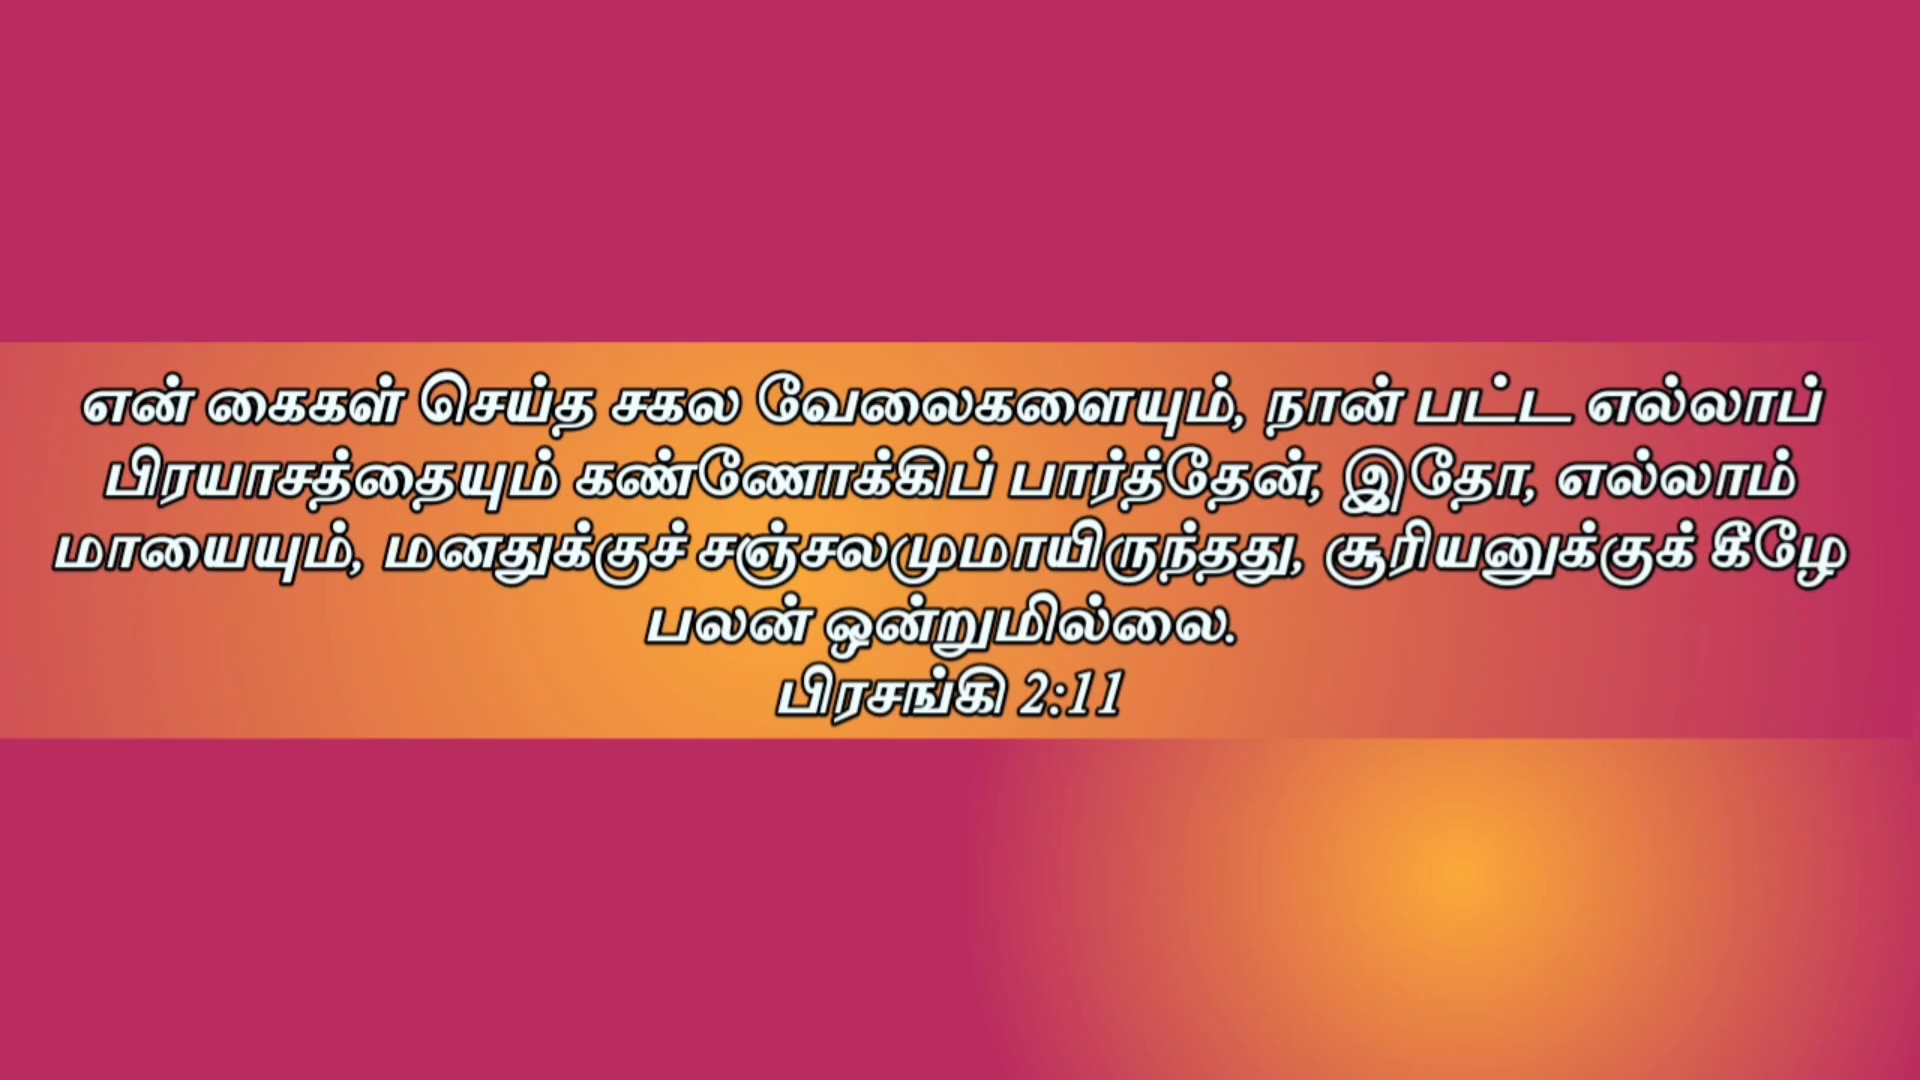 என் கைகள் செய்த சகல வேலைகளையும், நான் பட்ட எல்லாப்
பிரயாசத்தையும் கண்ணோக்கிப் பார்த்தேன், இதோ, எல்லாம்
மாயையும், மனதுக்குச் சஞ்சலமுமாயிருந்தது, சூரியனுக்குக் கீழே
பலன் ஒன்றுமில்லை.
பிரசங்கி 2:11